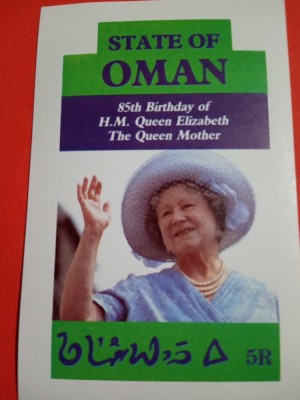 STATE OF
OMAN
85th Birthday of
H.M. Queen Elizabeth
The Queen Mother
5R